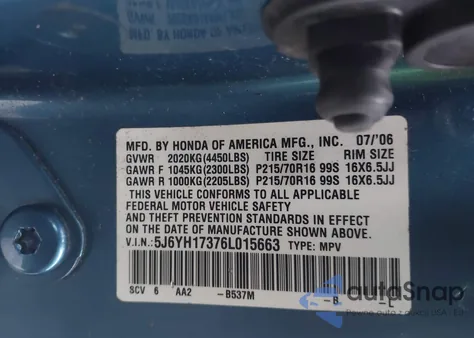 MFD. BY HONDA OF AMERICA MFG., INC. 07/'06
GVWR 2020KG(4450LBS) TIRE SIZE RIM SIZE
GAWR F 1045KG(2300LBS) P215/70R16 99S 16X6.5JJ
GAWR R 1000KG(2205LBS) P215/70R16 99S 16X6.5JJ
THIS VEHICLE CONFORMS TO ALL APPLICABLE
FEDERAL MOTOR VEHICLE SAFETY
STANDARDS IN EFFECT
ON THE DATE OF MANUFACTURE SHOWN ABOVE.
V.I.N.: 5J6YH17376L015663 TYPE: MPV
SCV 6 AA2 -B537M -B -L
autoSnap